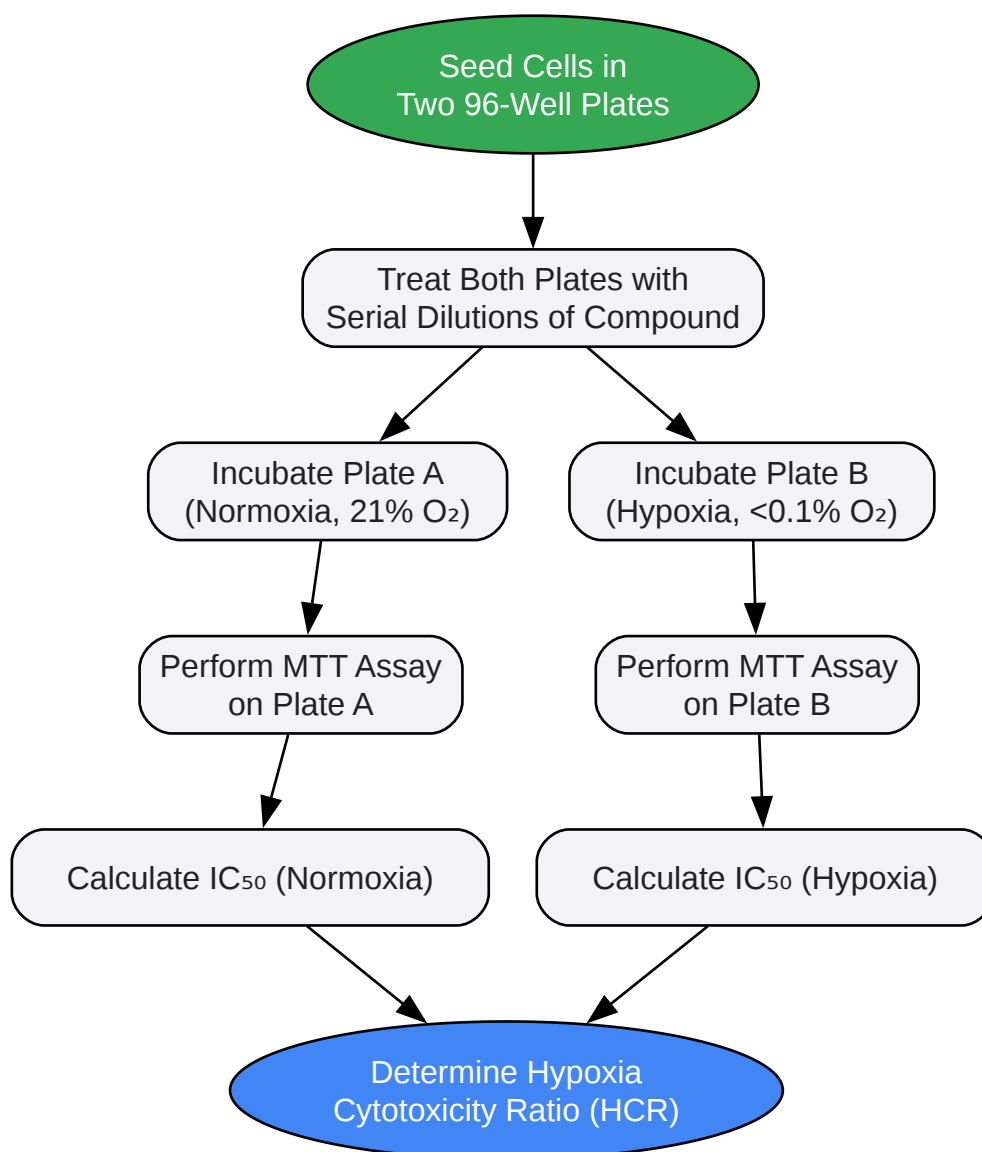 Seed Cells in
Two 96-Well Plates
Treat Both Plates with
Serial Dilutions of Compound
Incubate Plate A
(Normoxia, 21% O₂)
Incubate Plate B
(Hypoxia, <0.1% O₂)
Perform MTT Assay
on Plate A
Perform MTT Assay
on Plate B
Calculate IC₅₀ (Normoxia)
Calculate IC₅₀ (Hypoxia)
Determine Hypoxia
Cytotoxicity Ratio (HCR)